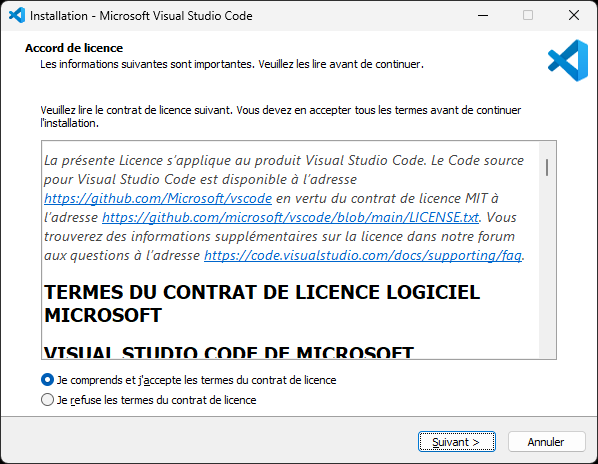 Installation - Microsoft Visual Studio Code
Accord de licence
Les informations suivantes sont importantes. Veuillez les lire avant de continuer.
Veuillez lire le contrat de licence suivant. Vous devez en accepter tous les termes avant de continuer
l'installation.
La présente Licence s'applique au produit Visual Studio Code. Le Code source
pour Visual Studio Code est disponible à l'adresse
https://github.com/Microsoft/vscode en vertu du contrat de licence MIT à
l'adresse https://github.com/microsoft/vscode/blob/main/LICENSE.txt. Vous
trouverez des informations supplémentaires sur la licence dans notre forum
aux questions à l'adresse https://code.visualstudio.com/docs/supporting/faq.
TERMES DU CONTRAT DE LICENCE LOGICIEL
MICROSOFT
VISUAL STUDIO CODE DE MICROSOFT
Je comprends et j'accepte les termes du contrat de licence
Je refuse les termes du contrat de licence
Suivant >
Annuler